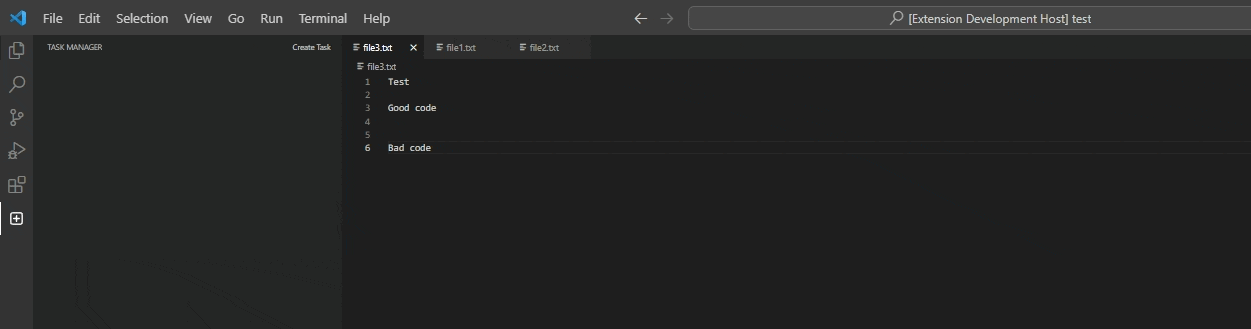 File Edit Selection View Go Run Terminal Help
[Extension Development Host] test
TASK MANAGER Create Task
file3.txt file1.txt file2.txt
file3.txt
1 Test
2
3 Good code
4
5
6 Bad code